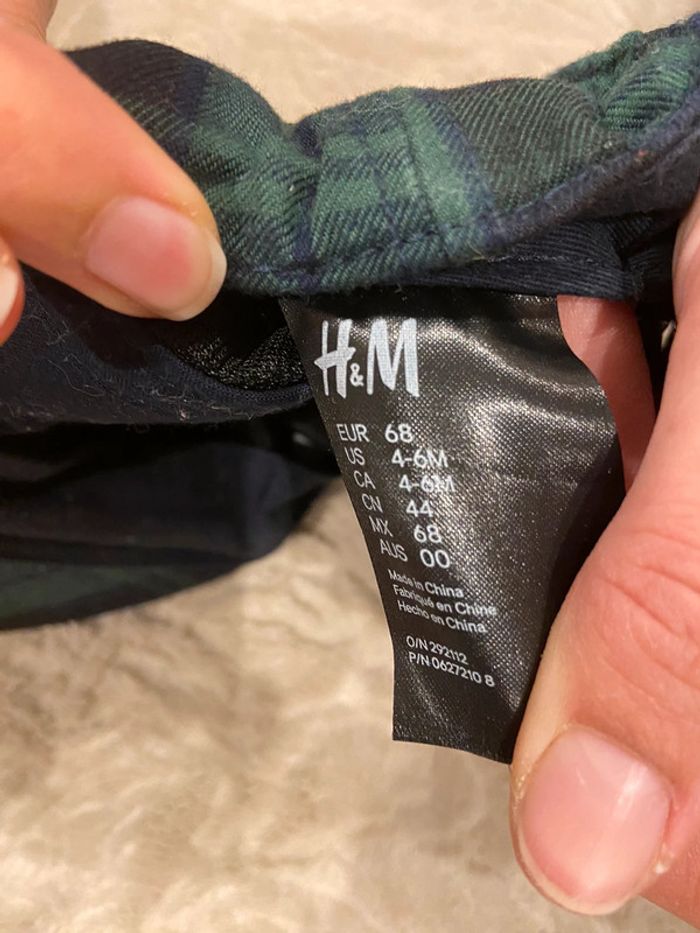 H&M
EUR 68
US 4-6M
CA 4-6M
CN 44
MX 68
AUS 00
Made in China
Fabriqué en Chine
Hecho en China
O/N 292112
P/N 0627210 8